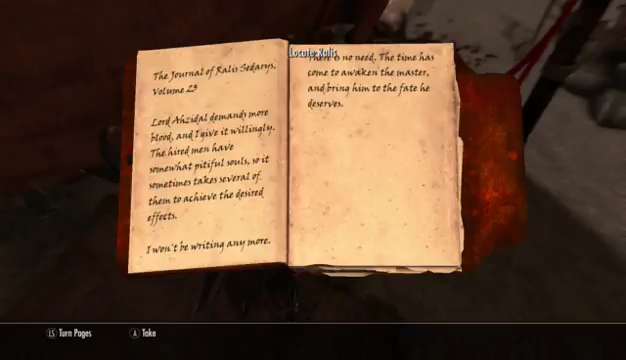 The Journal of Ralis Sedarys,
Volume 23
Lord Ahzidal demands more
blood, and I give it willingly.
The hired men have
somewhat pitiful souls, so it
sometimes takes several of
them to achieve the desired
effects.
I won't be writing any more.
Locate Ralis
There is no need. The time has
come to awaken the master,
and bring him to the fate he
deserves.
LS Turn Pages
A Take